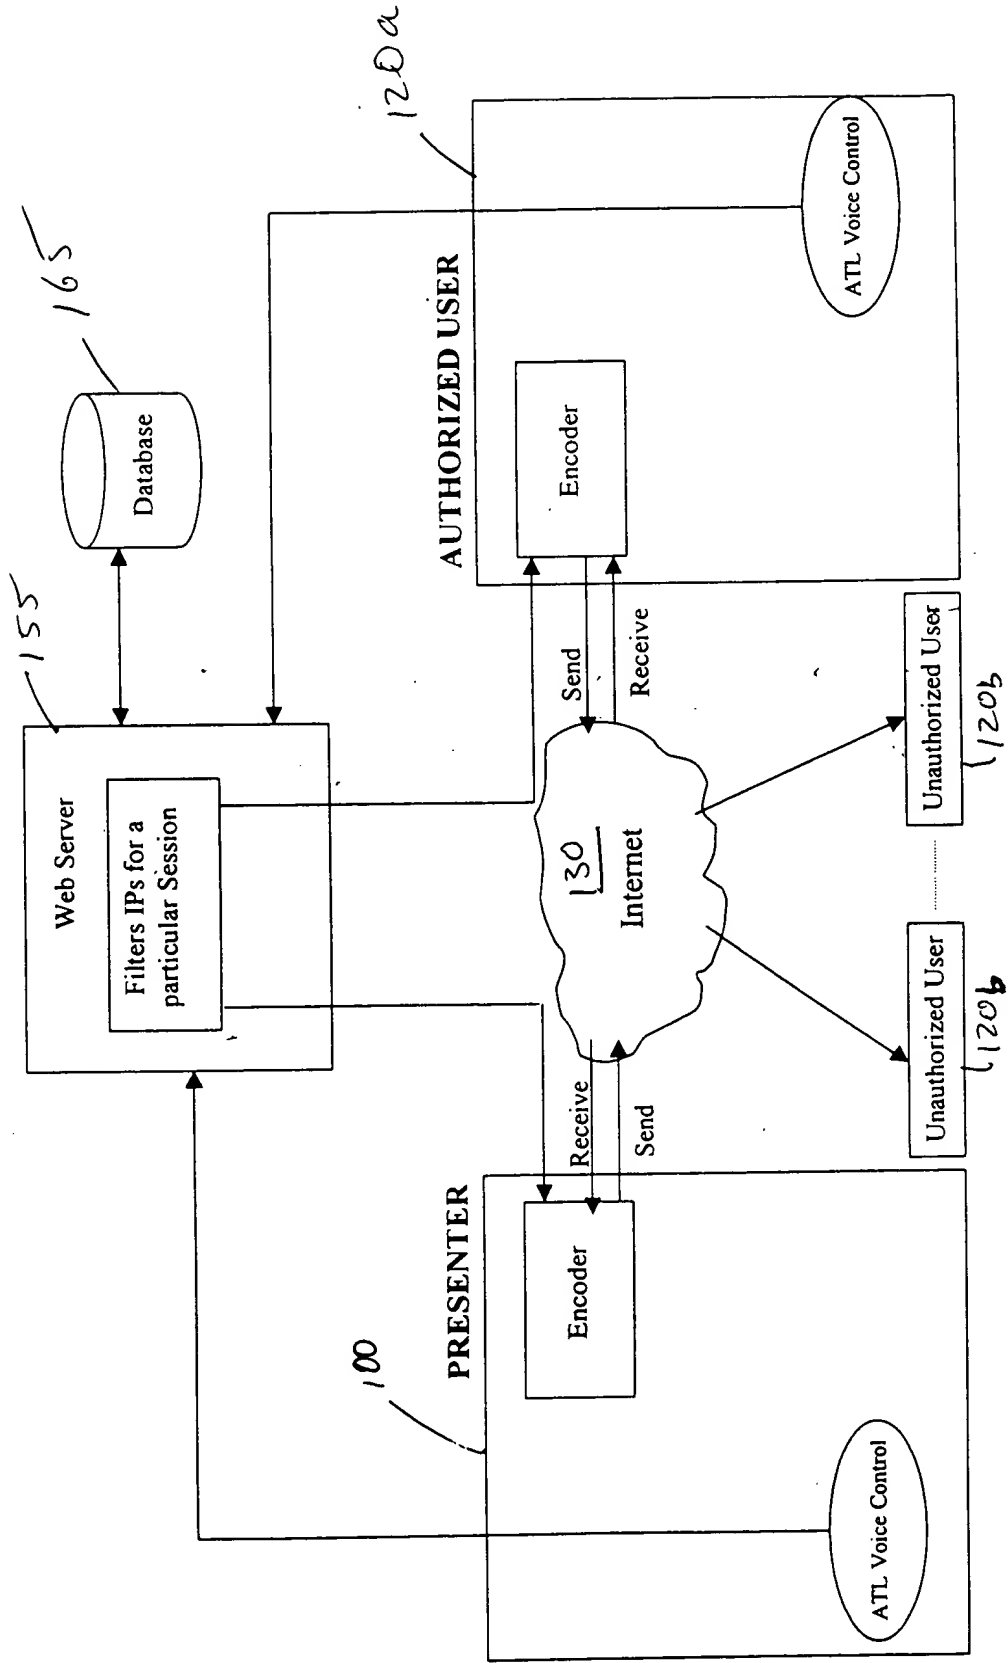 155
165
Web Server
Filters IPs for a
particular Session
Database
120a
100
PRESENTER
AUTHORIZED USER
Encoder
Receive
Send
130
Internet
Send
Receive
Encoder
ATL Voice Control
ATL Voice Control
Unauthorized User
Unauthorized User
120b
120b